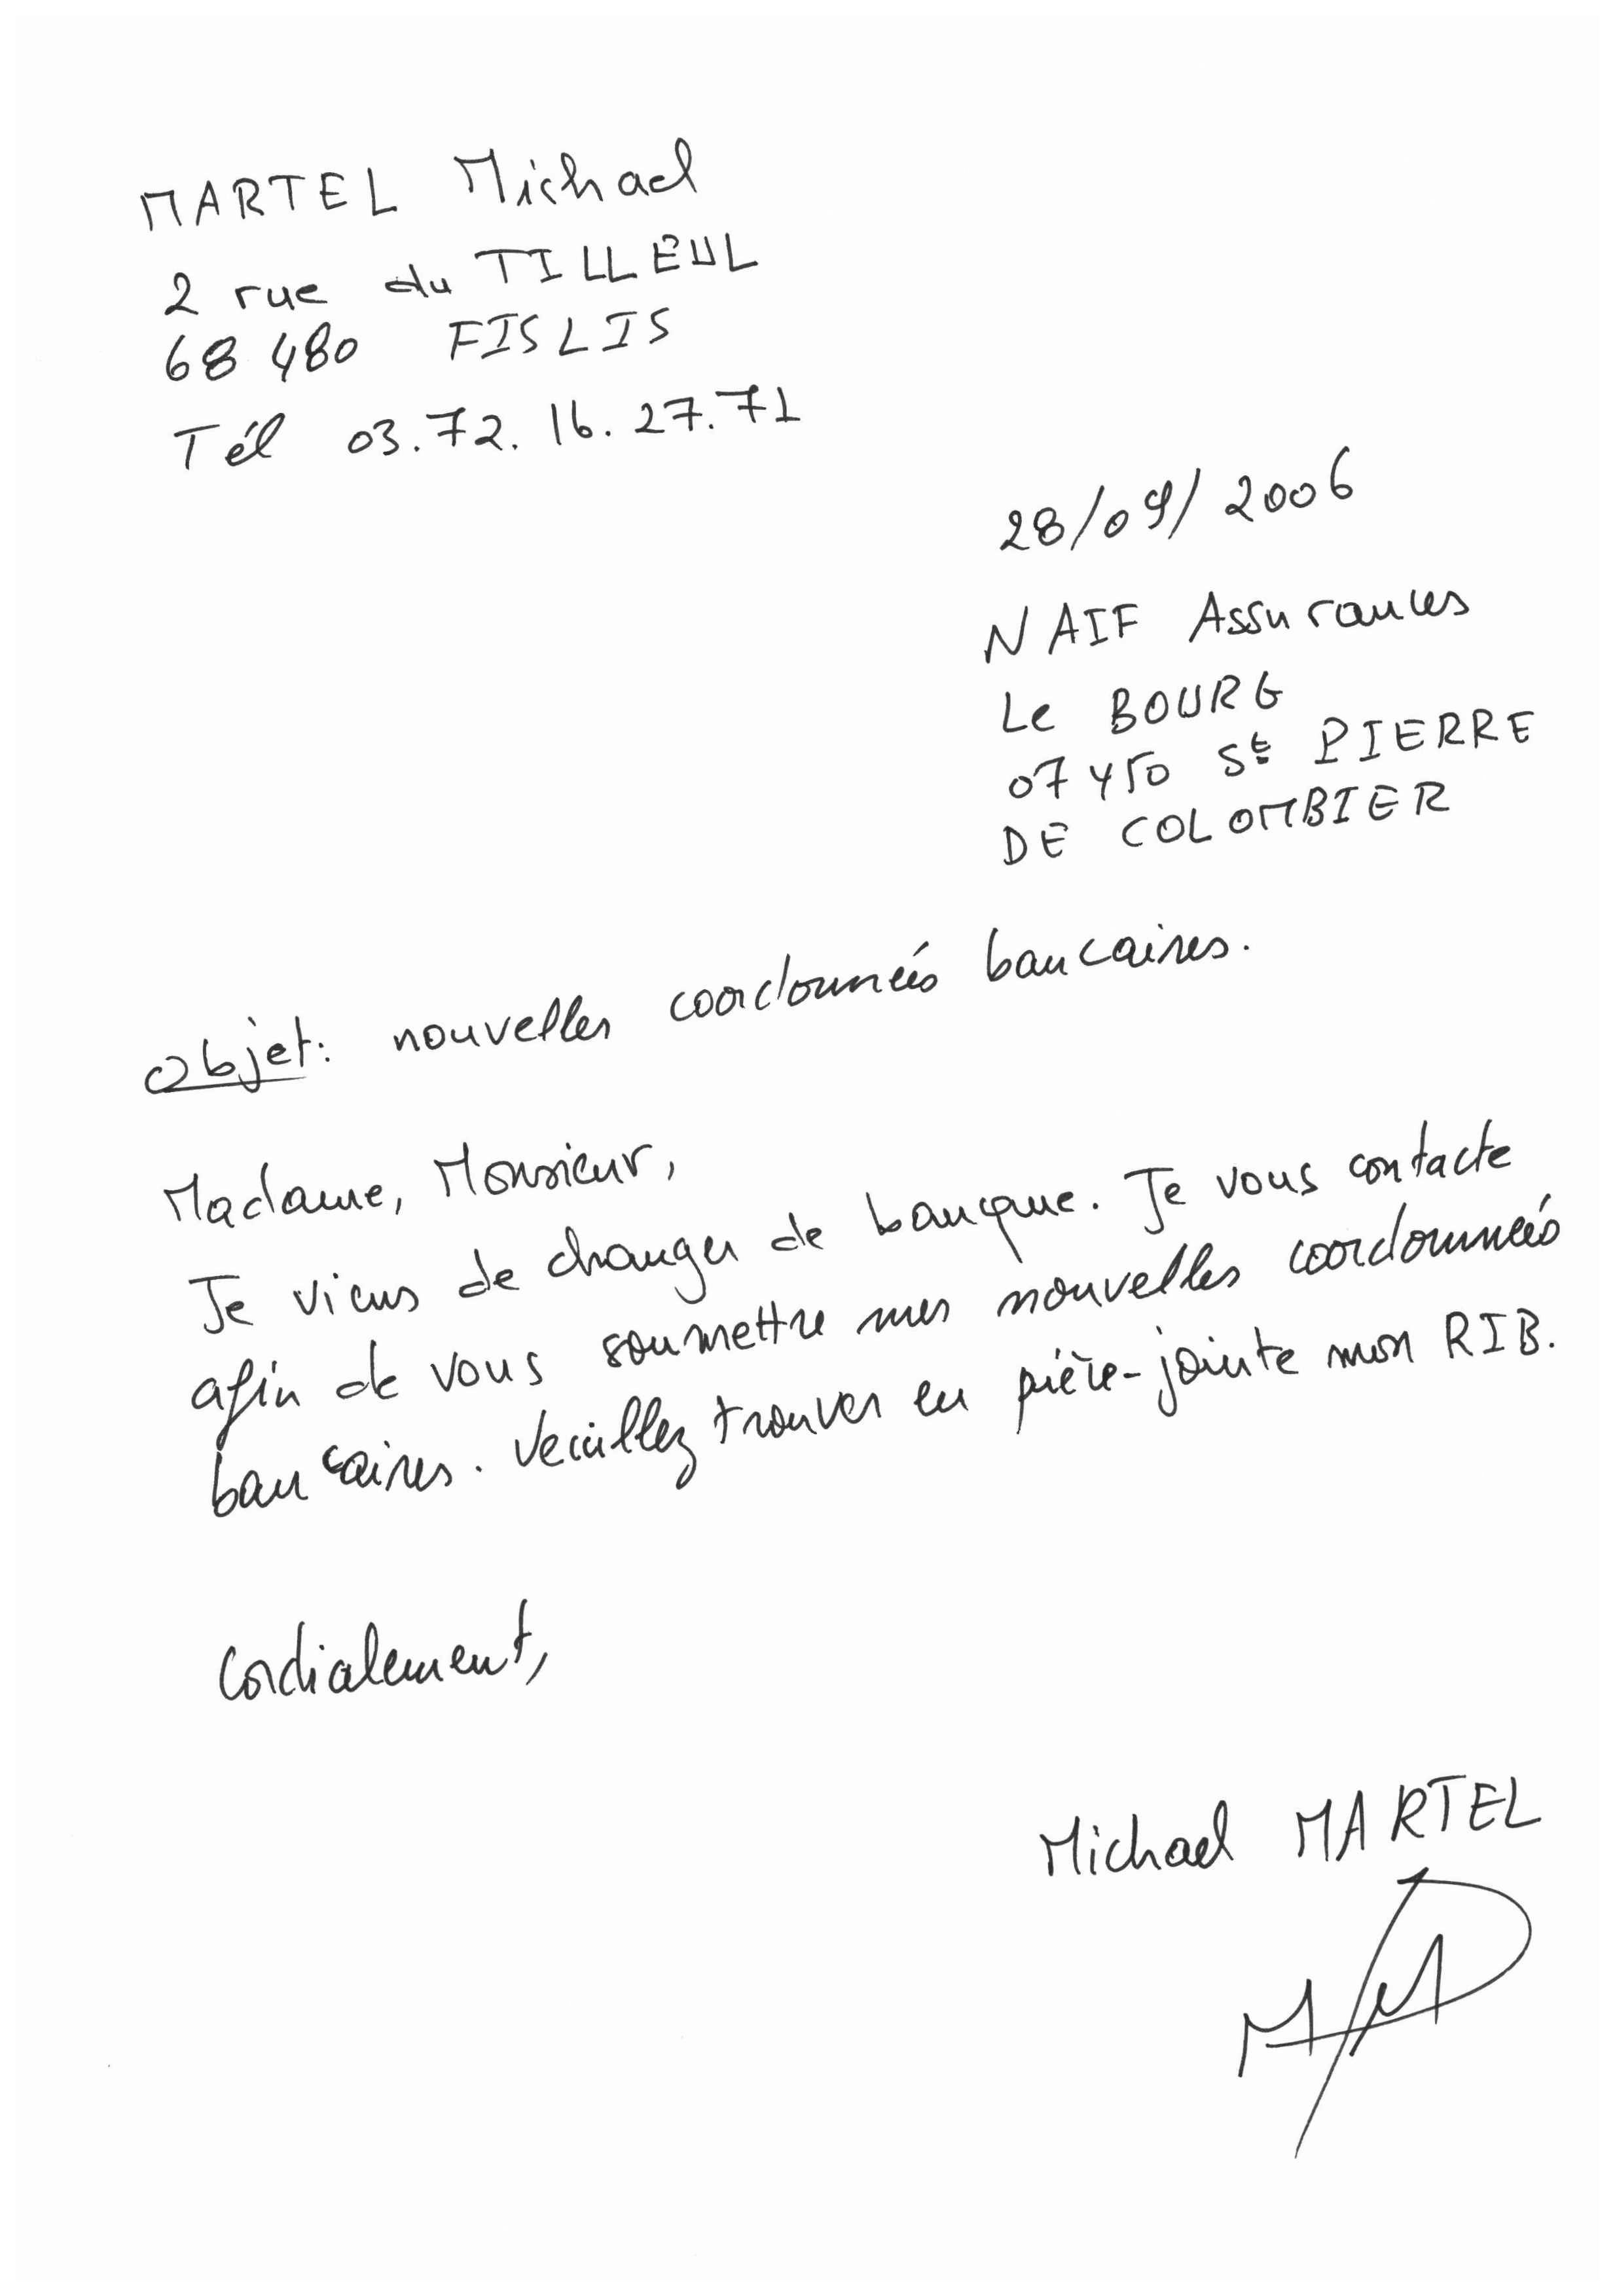 MARTEL Michael
2 rue du TILLEUL
68 480 FISLIS
Tél 03.72.16.27.71
28/09/2006
NAIF Assurances
Le BOURG
07450 St PIERRE
DE COLOMBIER
Objet: nouvelles coordonnées bancaires.
Madame, Monsieur,
Je viens de changer de banque. Je vous contacte
afin de vous soumettre mes nouvelles coordonnées
bancaires. Veuillez trouver en pièce-jointe mon RIB.
Cordialement,
Michael MARTEL